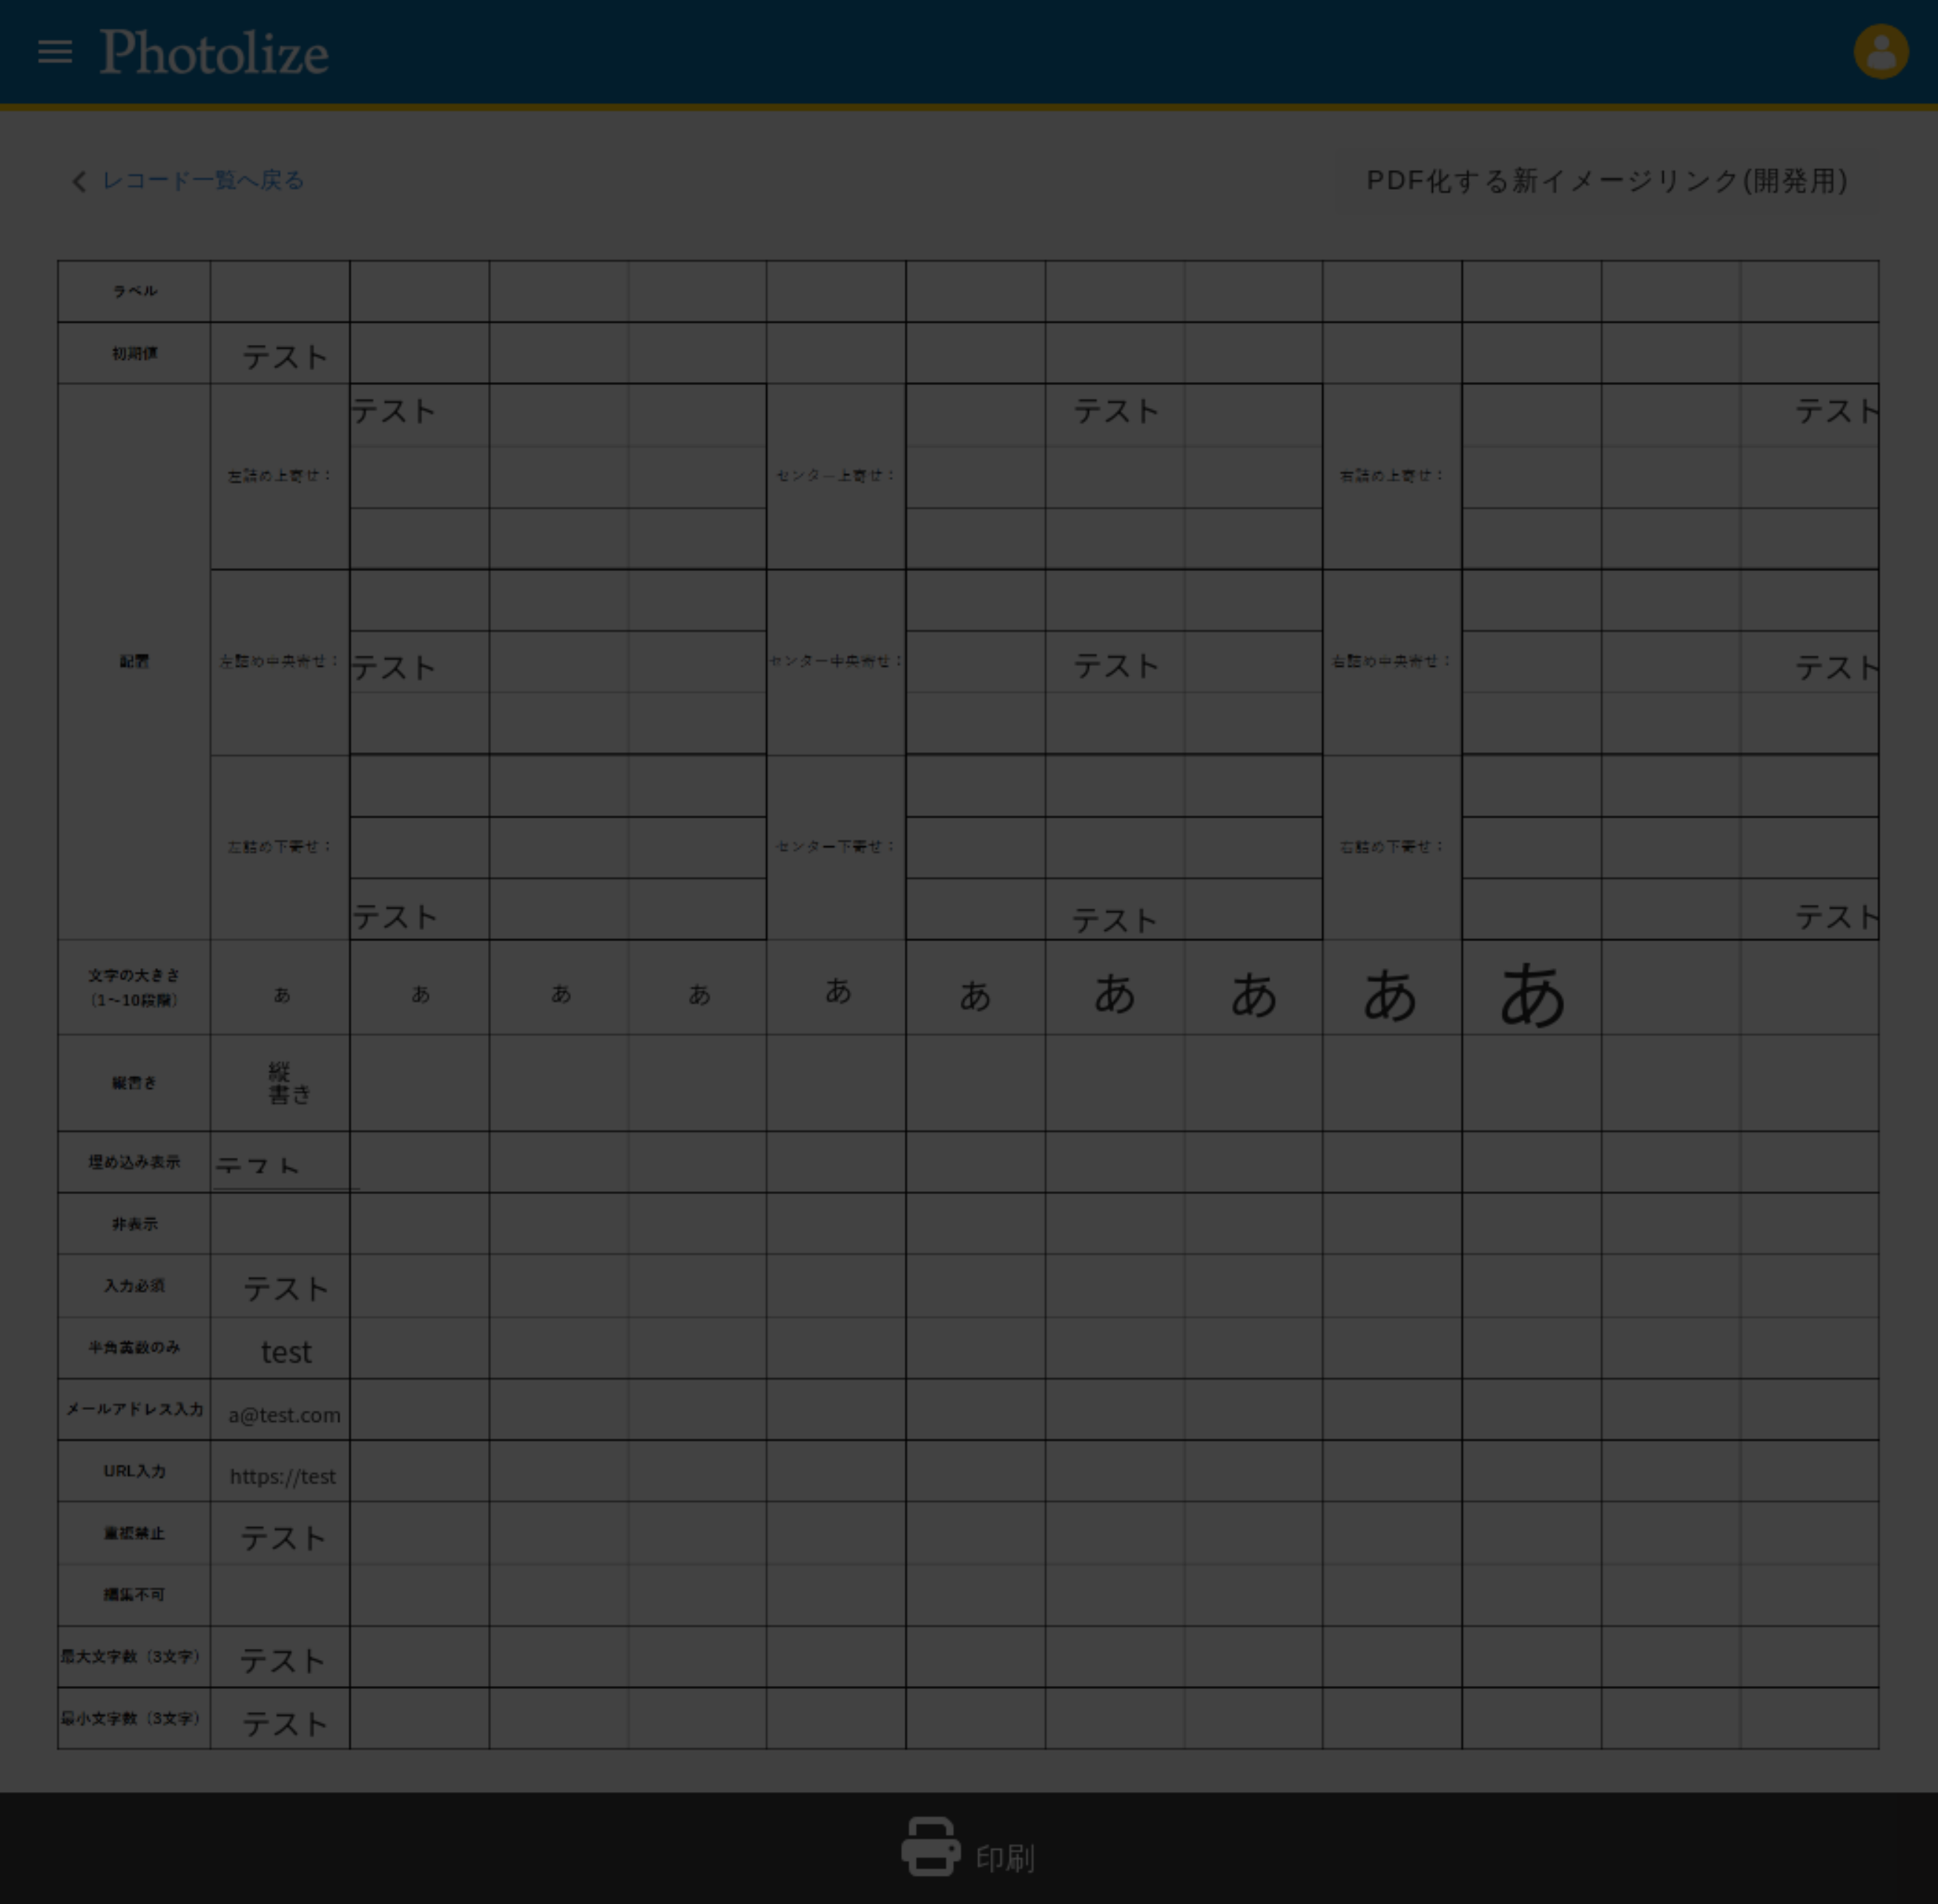 Photolize
レコード一覧へ戻る
PDF化する新イメージリンク(開発用)
ラベル
初期値 テスト
テスト テスト テスト
左詰め上寄せ： センター上寄せ： 右詰め上寄せ：
配置 左詰め中央寄せ： テスト センター中央寄せ： テスト 右詰め中央寄せ： テスト
左詰め下寄せ： センター下寄せ： 右詰め下寄せ：
テスト テスト テスト
文字の大きさ
（1〜10段階） あ あ あ あ あ あ あ あ あ あ
縦
縦書き 書き
埋め込み表示 テスト
非表示
入力必須 テスト
半角英数のみ test
メールアドレス入力 a@test.com
URL入力 https://test
重複禁止 テスト
編集不可
最大文字数（3文字） テスト
最小文字数（3文字） テスト
印刷